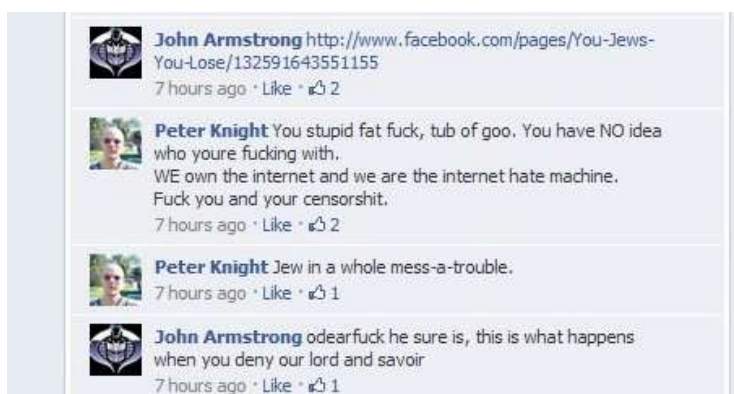 John Armstrong http://www.facebook.com/pages/You-Jews-
You-Lose/132591643551155
7 hours ago · Like · 2
Peter Knight You stupid fat fuck, tub of goo. You have NO idea
who youre fucking with.
WE own the internet and we are the internet hate machine.
Fuck you and your censorshit.
7 hours ago · Like · 2
Peter Knight Jew in a whole mess-a-trouble.
7 hours ago · Like · 1
John Armstrong odearfuck he sure is, this is what happens
when you deny our lord and savoir
7 hours ago · Like · 1